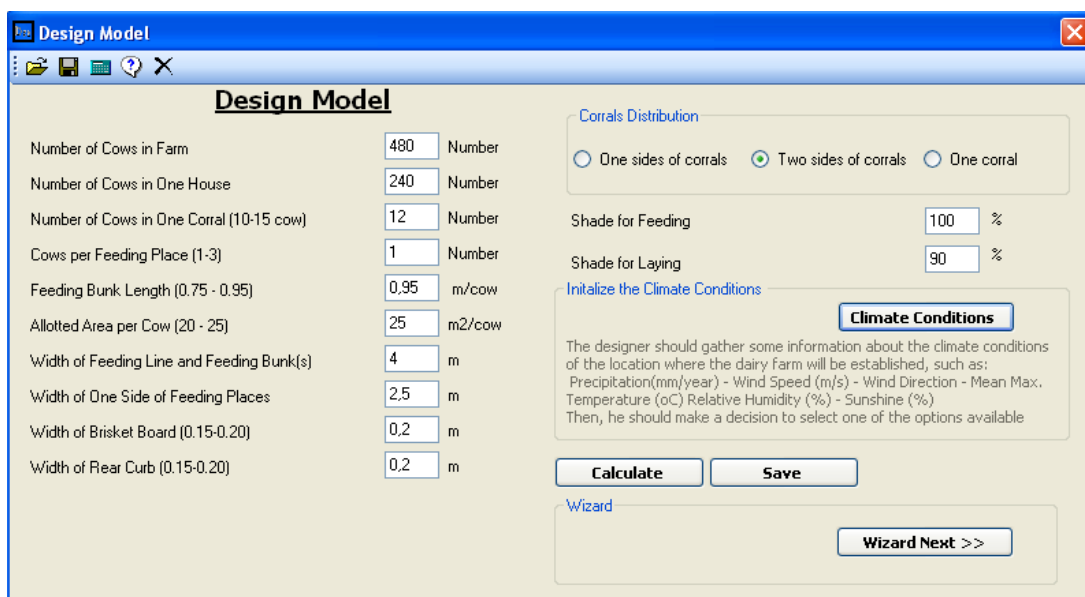 Design Model
Design Model
Number of Cows in Farm 480 Number
Number of Cows in One House 240 Number
Number of Cows in One Corral (10-15 cow) 12 Number
Cows per Feeding Place (1-3) 1 Number
Feeding Bunk Length (0.75 - 0.95) 0,95 m/cow
Allotted Area per Cow (20 - 25) 25 m2/cow
Width of Feeding Line and Feeding Bunk(s) 4 m
Width of One Side of Feeding Places 2,5 m
Width of Brisket Board (0.15-0.20) 0,2 m
Width of Rear Curb (0.15-0.20) 0,2 m
Corrals Distribution
One sides of corrals Two sides of corrals One corral
Shade for Feeding 100 %
Shade for Laying 90 %
Initalize the Climate Conditions
Climate Conditions
The designer should gather some information about the climate conditions
of the location where the dairy farm will be established, such as:
Precipitation(mm/year) - Wind Speed (m/s) - Wind Direction - Mean Max.
Temperature (oC) Relative Humidity (%) - Sunshine (%)
Then, he should make a decision to select one of the options available
Calculate Save
Wizard
Wizard Next >>